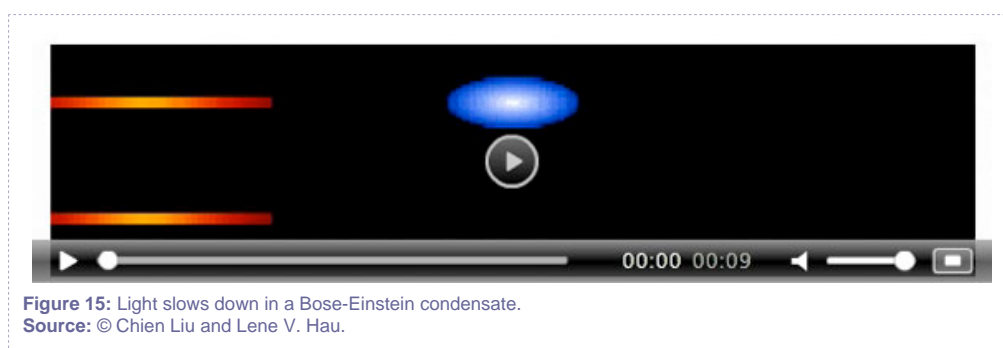 00:00 00:09
Figure 15: Light slows down in a Bose-Einstein condensate.
Source: © Chien Liu and Lene V. Hau.